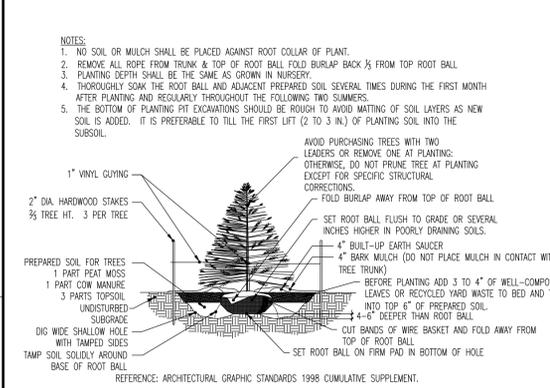 NOTES:
1. NO SOIL OR MULCH SHALL BE PLACED AGAINST ROOT COLLAR OF PLANT.
2. REMOVE ALL ROPE FROM TRUNK & TOP OF ROOT BALL FOLD BURLAP BACK ⅓ FROM TOP ROOT BALL
3. PLANTING DEPTH SHALL BE THE SAME AS GROWN IN NURSERY.
4. THOROUGHLY SOAK THE ROOT BALL AND ADJACENT PREPARED SOIL SEVERAL TIMES DURING THE FIRST MONTH
AFTER PLANTING AND REGULARLY THROUGHOUT THE FOLLOWING TWO SUMMERS.
5. THE BOTTOM OF PLANTING PIT EXCAVATIONS SHOULD BE ROUGH TO AVOID MATTING OF SOIL LAYERS AS NEW
SOIL IS ADDED. IT IS PREFERABLE TO TILL THE FIRST LIFT (2 TO 3 IN.) OF PLANTING SOIL INTO THE
SUBSOIL.
AVOID PURCHASING TREES WITH TWO
LEADERS OR REMOVE ONE AT PLANTING:
OTHERWISE, DO NOT PRUNE TREE AT PLANTING
EXCEPT FOR SPECIFIC STRUCTURAL
CORRECTIONS.
1" VINYL GUYING
FOLD BURLAP AWAY FROM TOP OF ROOT BALL
2" DIA. HARDWOOD STAKES
⅔ TREE HT. 3 PER TREE
SET ROOT BALL FLUSH TO GRADE OR SEVERAL
INCHES HIGHER IN POORLY DRAINING SOILS.
4" BUILT-UP EARTH SAUCER
4" BARK MULCH (DO NOT PLACE MULCH IN CONTACT WI
TREE TRUNK)
PREPARED SOIL FOR TREES
1 PART PEAT MOSS
1 PART COW MANURE
3 PARTS TOPSOIL
BEFORE PLANTING ADD 3 TO 4" OF WELL-COMPO
LEAVES OR RECYCLED YARD WASTE TO BED AND
INTO TOP 6" OF PREPARED SOIL.
UNDISTURBED
SUBGRADE
4-6" DEEPER THAN ROOT BALL
DIG WIDE SHALLOW HOLE
WITH TAMPED SIDES
CUT BANDS OF WIRE BASKET AND FOLD AWAY FROM
TOP OF ROOT BALL
TAMP SOIL SOLIDLY AROUND
BASE OF ROOT BALL
SET ROOT BALL ON FIRM PAD IN BOTTOM OF HOLE
REFERENCE: ARCHITECTURAL GRAPHIC STANDARDS 1998 CUMULATIVE SUPPLEMENT.